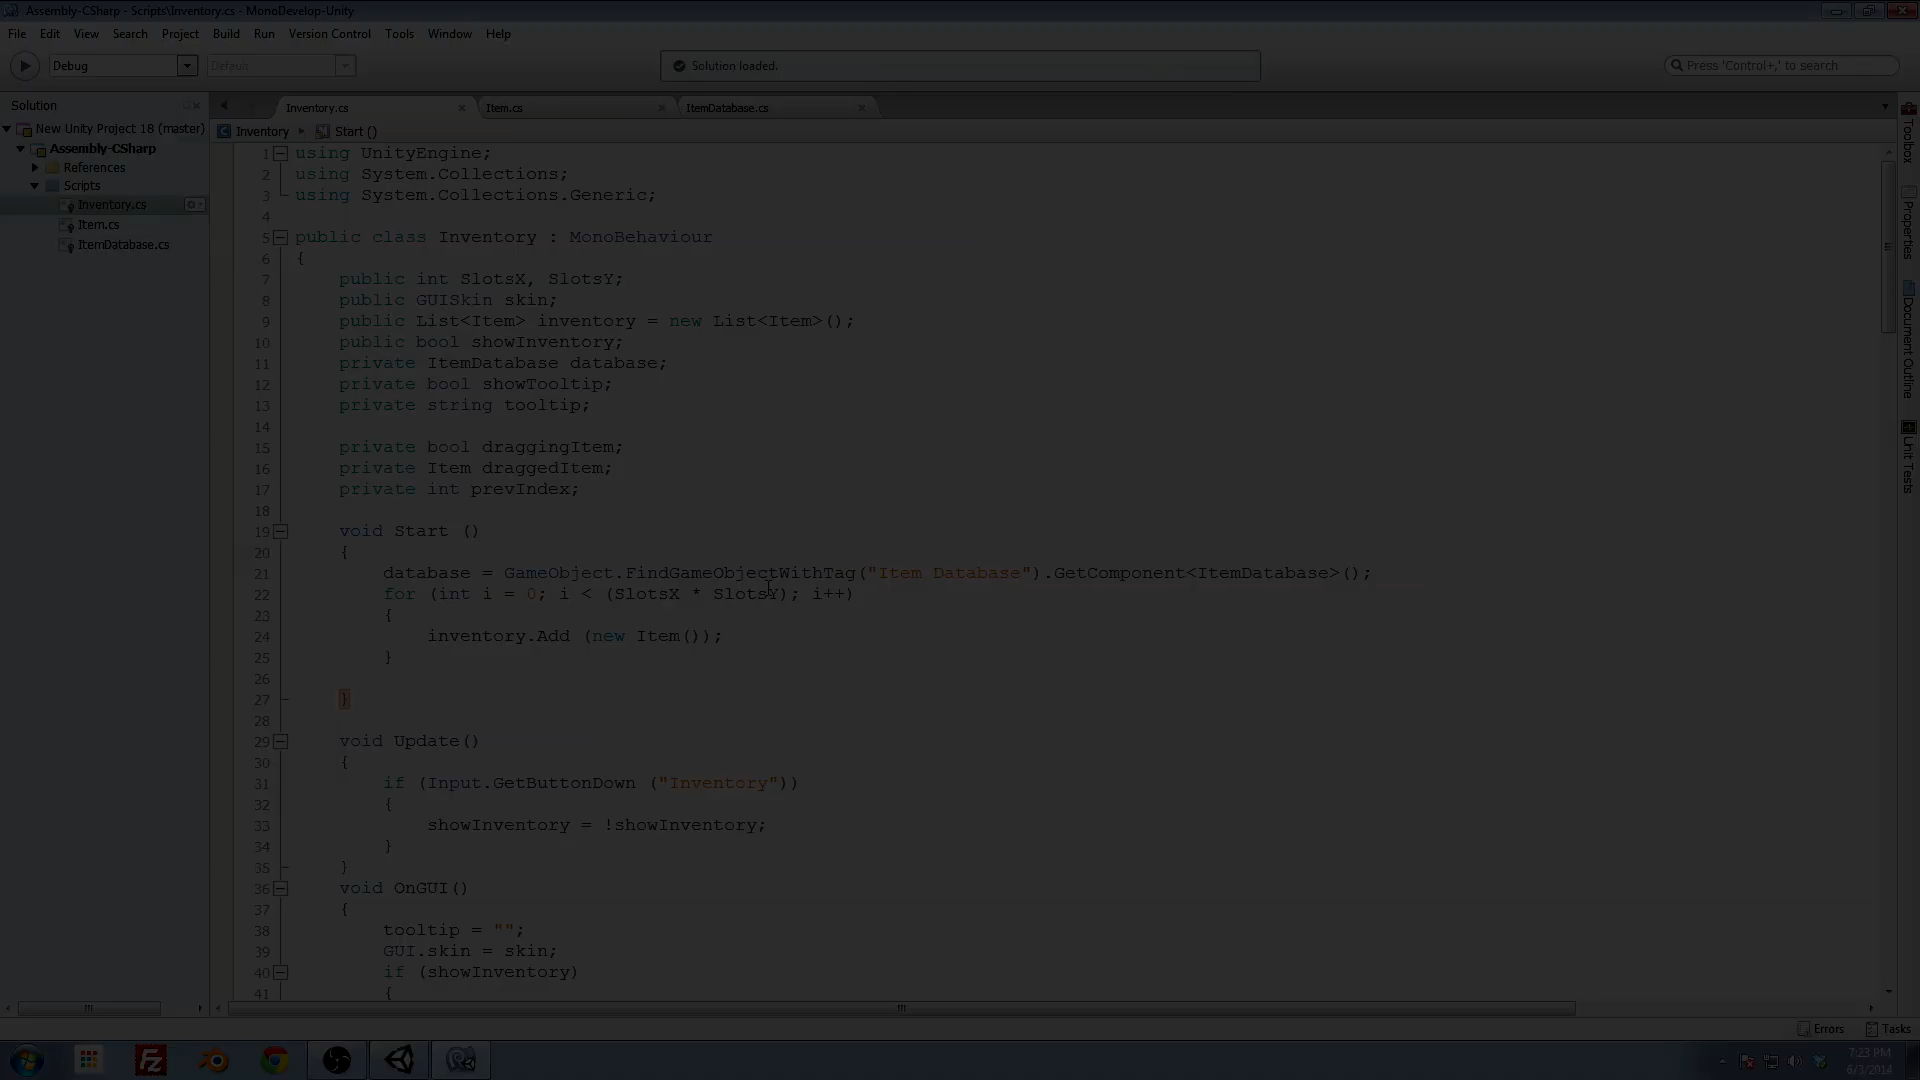 Assembly-CSharp - Scripts\Inventory.cs - MonoDevelop-Unity
File Edit View Search Project Build Run Version Control Tools Window Help
Debug Default Solution loaded. Press 'Control+,' to search
Solution
Inventory.cs Item.cs ItemDatabase.cs
New Unity Project 18 (master)
Assembly-CSharp
References
Scripts
Inventory.cs
Item.cs
ItemDatabase.cs
Inventory Start ()
1 using UnityEngine;
2 using System.Collections;
3 using System.Collections.Generic;
4
5 public class Inventory : MonoBehaviour
6 {
7 public int SlotsX, SlotsY;
8 public GUISkin skin;
9 public List<Item> inventory = new List<Item>();
10 public bool showInventory;
11 private ItemDatabase database;
12 private bool showTooltip;
13 private string tooltip;
14
15 private bool draggingItem;
16 private Item draggedItem;
17 private int prevIndex;
18
19 void Start ()
20 {
21 database = GameObject.FindGameObjectWithTag("Item Database").GetComponent<ItemDatabase>();
22 for (int i = 0; i < (SlotsX * SlotsY); i++)
23 {
24 inventory.Add (new Item());
25 }
26
27 }
28
29 void Update()
30 {
31 if (Input.GetButtonDown ("Inventory"))
32 {
33 showInventory = !showInventory;
34 }
35 }
36 void OnGUI()
37 {
38 tooltip = "";
39 GUI.skin = skin;
40 if (showInventory)
41 {
Toolbox
Properties
Document Outline
Unit Tests
Errors Tasks
7:23 PM
6/3/2014